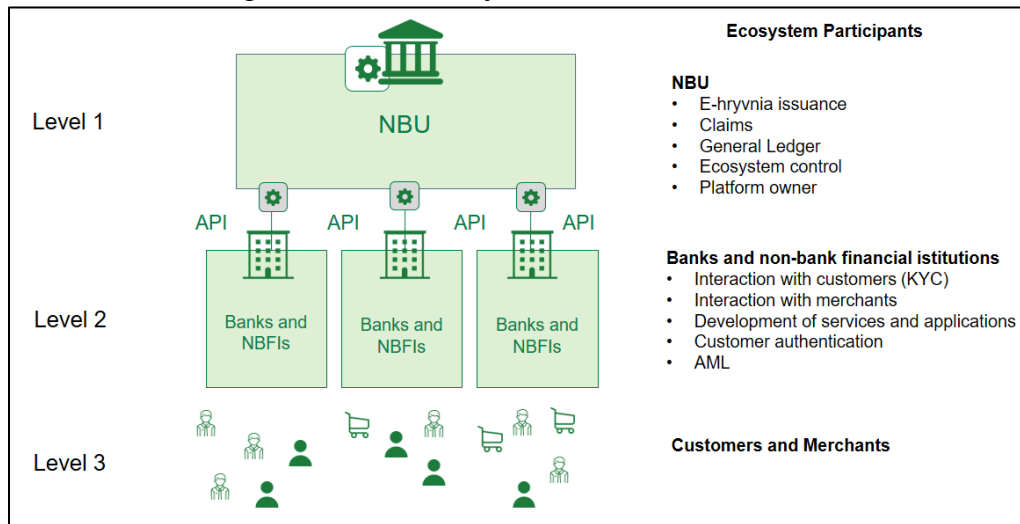 Ecosystem Participants
Level 1
NBU
NBU
• E-hryvnia issuance
• Claims
• General Ledger
• Ecosystem control
• Platform owner
API
API
API
API
Level 2
Banks and
NBFIs
Banks and
NBFIs
Banks and
NBFIs
Banks and non-bank financial istitutions
• Interaction with customers (KYC)
• Interaction with merchants
• Development of services and applications
• Customer authentication
• AML
Level 3
Customers and Merchants